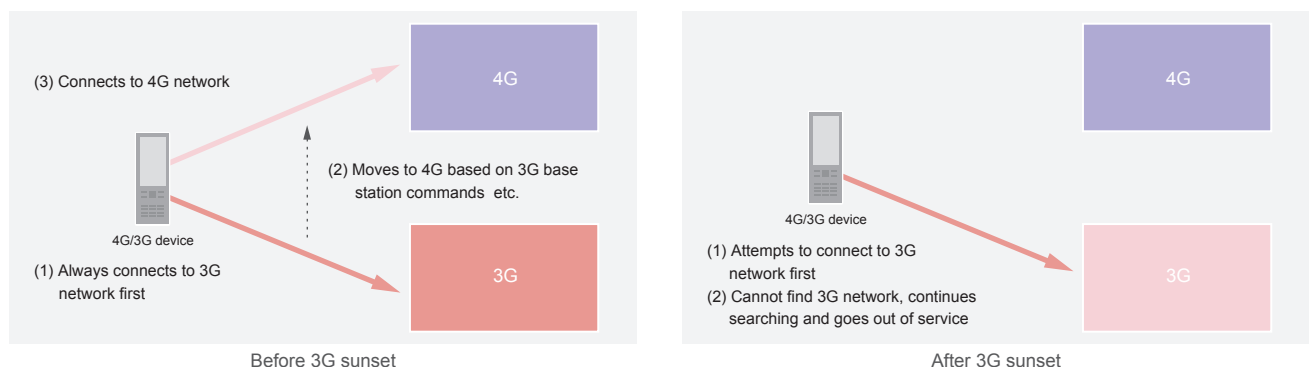 (3) Connects to 4G network
4G
(2) Moves to 4G based on 3G base
station commands etc.
4G/3G device
(1) Always connects to 3G
network first
3G
Before 3G sunset
4G
4G/3G device
(1) Attempts to connect to 3G
network first
(2) Cannot find 3G network, continues
searching and goes out of service
3G
After 3G sunset